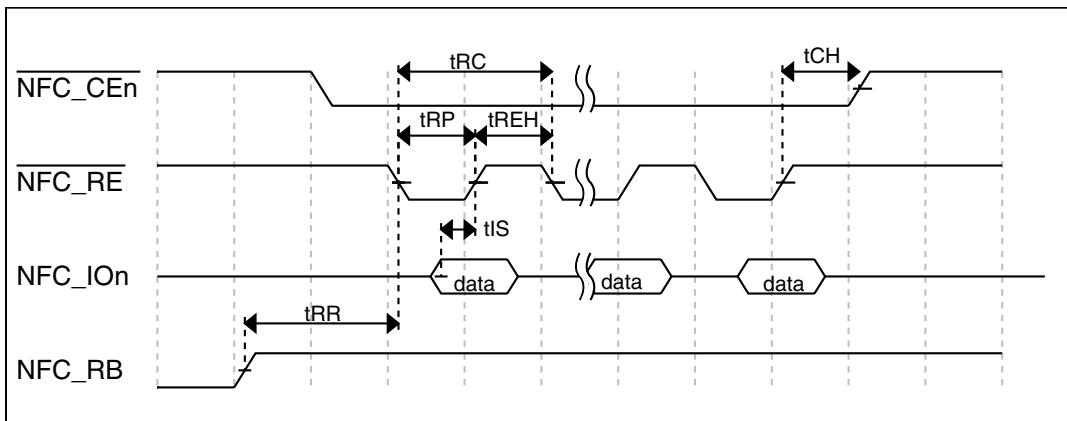 tRC
tCH
NFC_CEn
tRP
tREH
NFC_RE
tIS
NFC_IOn
data
data
data
tRR
NFC_RB